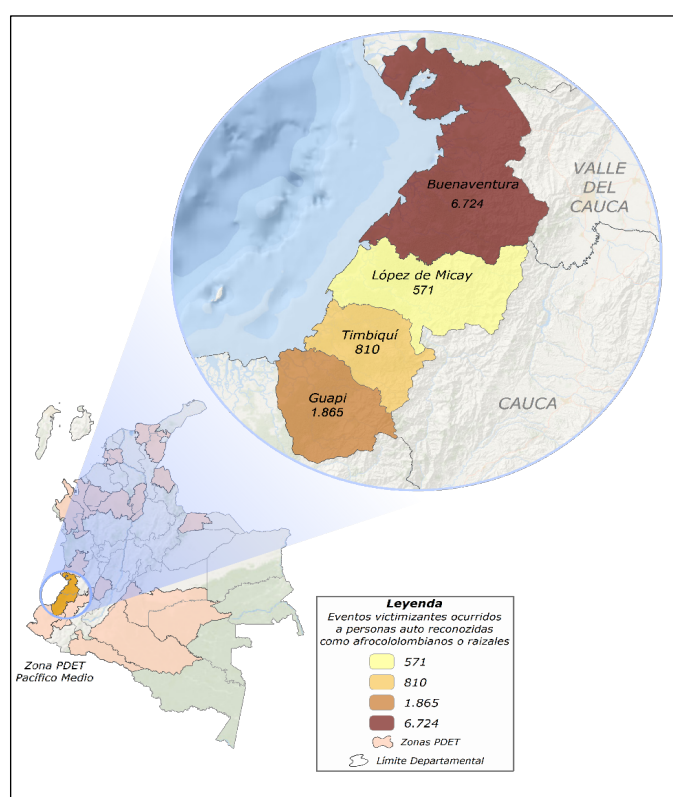 Buenaventura
6.724
VALLE
DEL
CAUCA
López de Micay
571
Timbiquí
810
Guapi
1.865
CAUCA
Zona PDET
Pacífico Medio
Leyenda
Eventos victimizantes ocurridos
a personas auto reconozidas
como afrocololombianos o raizales
571
810
1.865
6.724
Zonas PDET
Límite Departamental